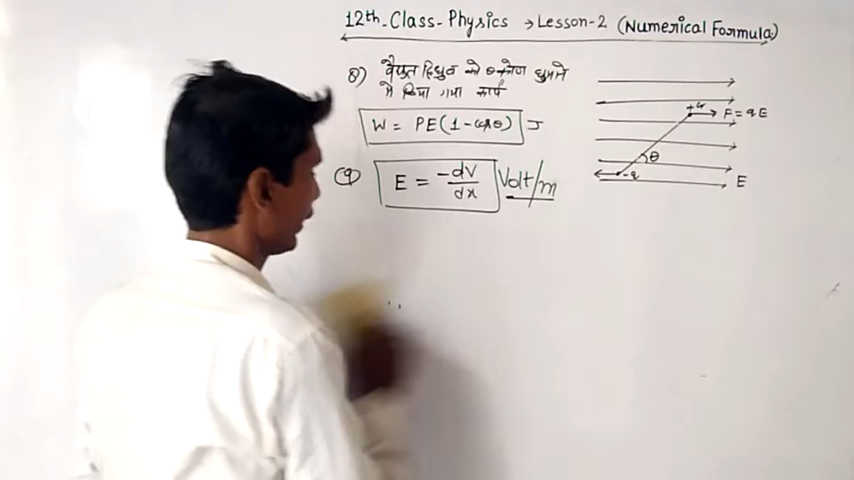 12th-Class-Physics → Lesson-2 (Numerical Formula)
8) वैद्युत द्विध्रुव को θ कोण घुमाने
में किया गया कार्य
W = PE(1-cosθ) J
+q F = qE
θ
-q
E
9) E = -dV/dx Volt/m